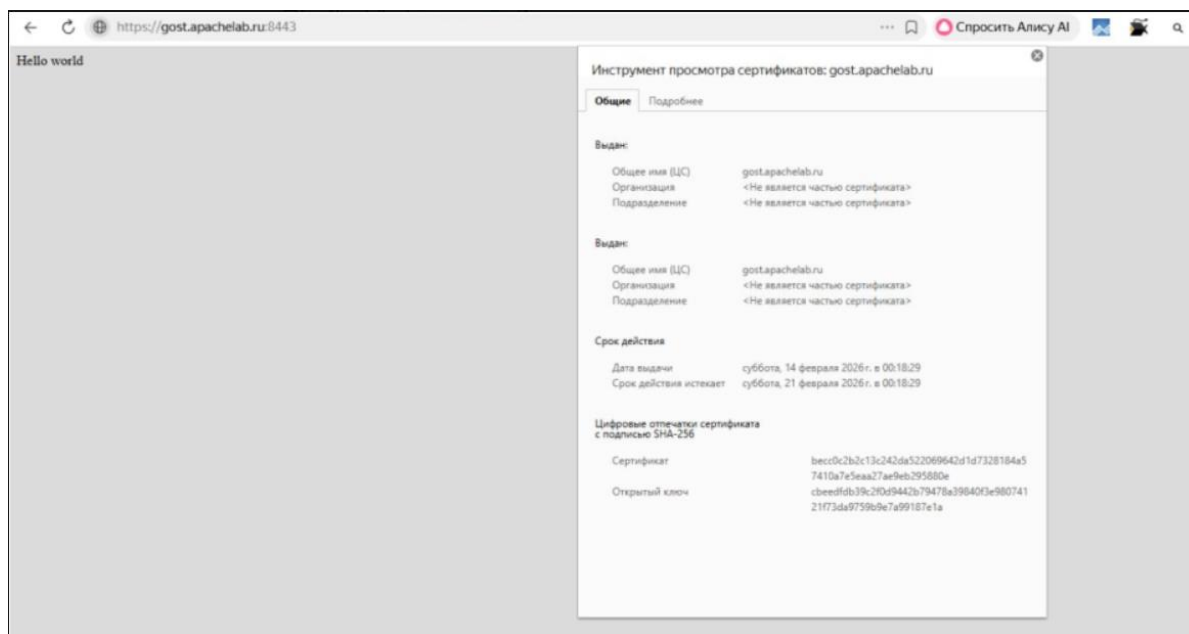 https://gost.apachelab.ru:8443
Спросить Алису AI
Hello world
Инструмент просмотра сертификатов: gost.apachelab.ru
Общие Подробнее
Выдан:
Общее имя (ЦС) gost.apachelab.ru
Организация <Не является частью сертификата>
Подразделение <Не является частью сертификата>
Выдан:
Общее имя (ЦС) gost.apachelab.ru
Организация <Не является частью сертификата>
Подразделение <Не является частью сертификата>
Срок действия
Дата выдачи суббота, 14 февраля 2026 г. в 00:18:29
Срок действия истекает суббота, 21 февраля 2026 г. в 00:18:29
Цифровые отпечатки сертификата
с подписью SHA-256
Сертификат becc0c2b2c13c242da522069642d1d7328184a5
7410a7e5eaa27ae9eb295880e
Открытый ключ cbeedfdb39c2f0d9442b79478a39840f3e980741
21f73da9759b9e7a99187e1a